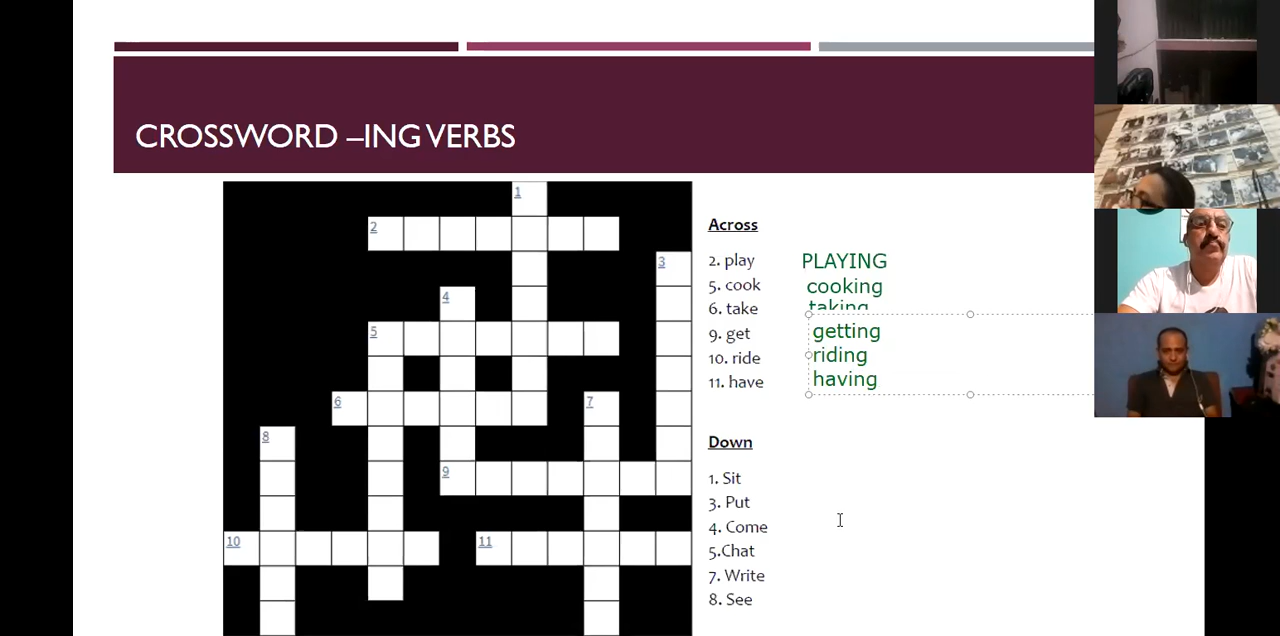 CROSSWORD –ING VERBS
1
2
3
4
5
6
7
8
9
10
11
Across
2. play PLAYING
5. cook cooking
6. take taking
9. get getting
10. ride riding
11. have having
Down
1. Sit
3. Put
4. Come
5.Chat
7. Write
8. See